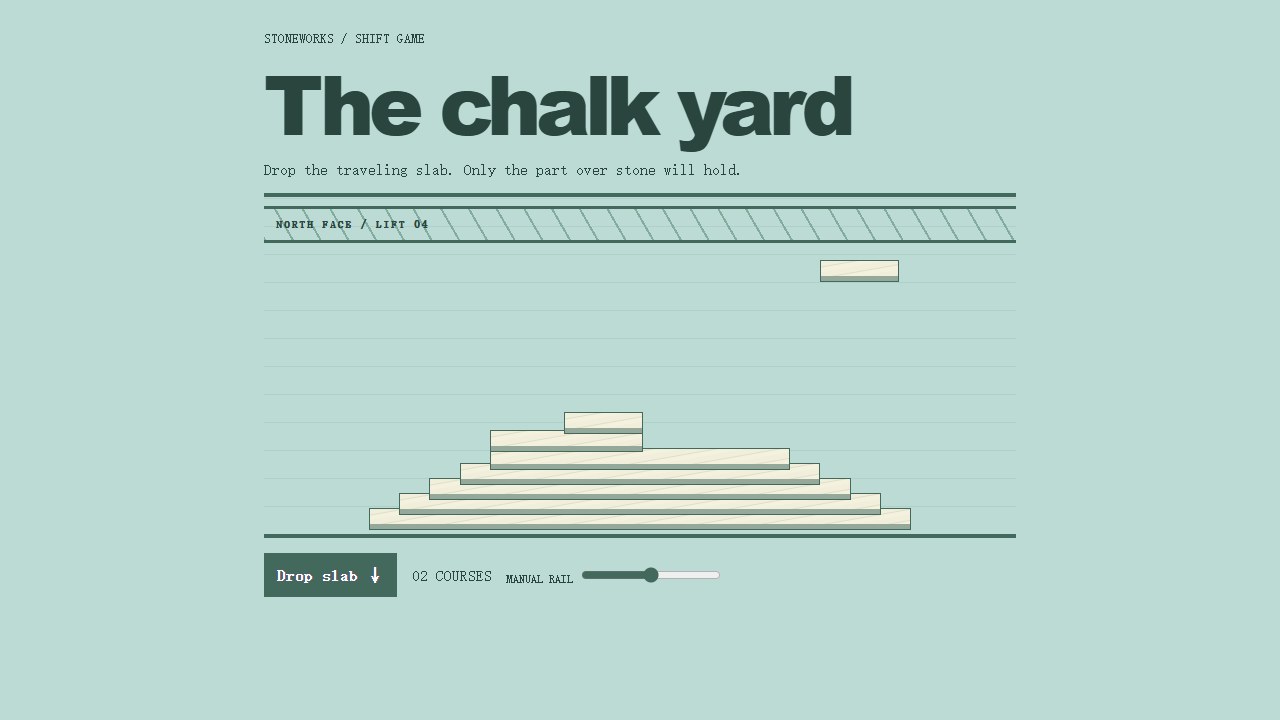 STONEWORKS / SHIFT GAME
The chalk yard
Drop the traveling slab. Only the part over stone will hold.
NORTH FACE / LIFT 04
Drop slab ↓
02 COURSES
MANUAL RAIL